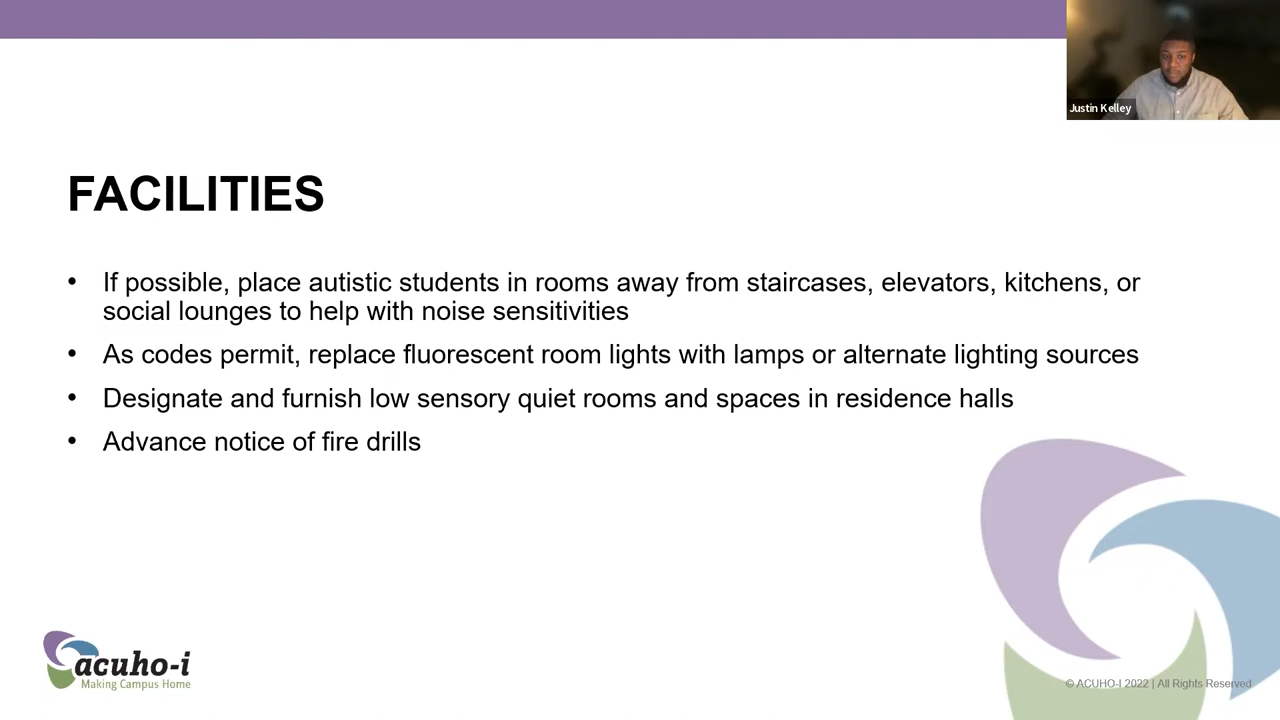 Justin Kelley
FACILITIES
• If possible, place autistic students in rooms away from staircases, elevators, kitchens, or
social lounges to help with noise sensitivities
• As codes permit, replace fluorescent room lights with lamps or alternate lighting sources
• Designate and furnish low sensory quiet rooms and spaces in residence halls
• Advance notice of fire drills
acuho-i
Making Campus Home
© ACUHO-I 2022 | All Rights Reserved